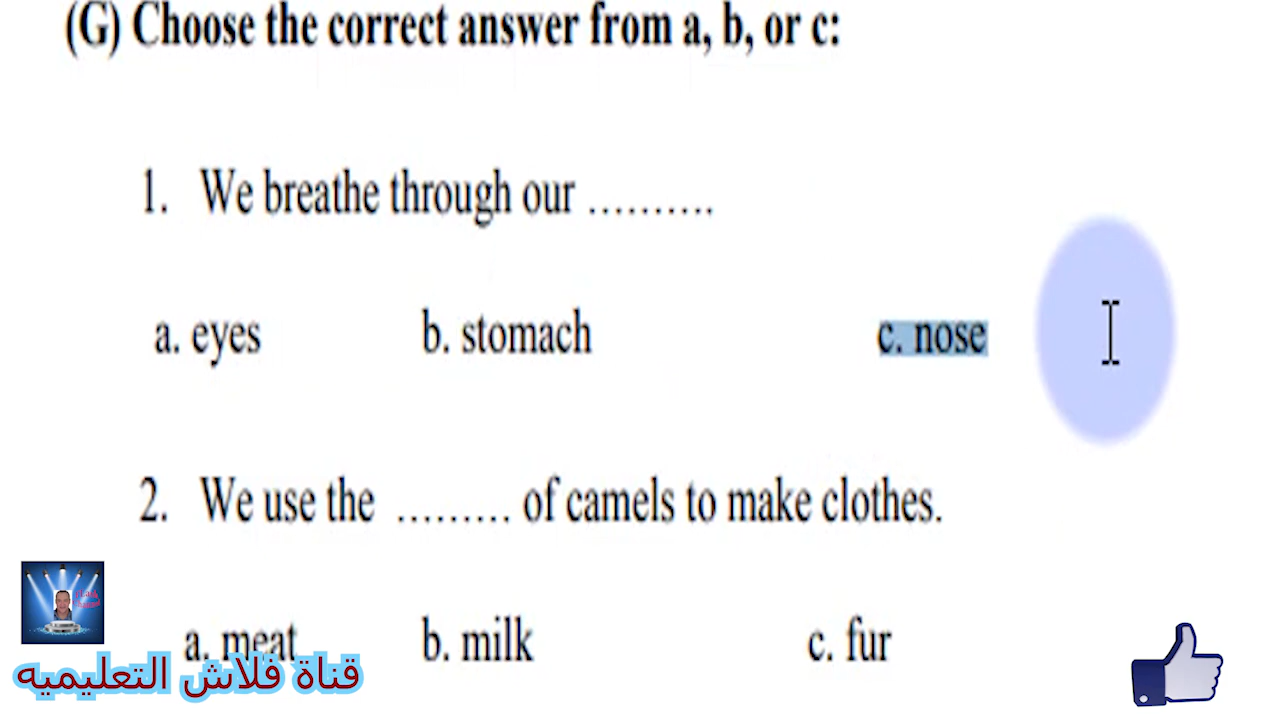 (G) Choose the correct answer from a, b, or c:
1. We breathe through our ..........
a. eyes b. stomach c. nose
2. We use the ......... of camels to make clothes.
a. meat b. milk c. fur
قناة فلاش التعليميه